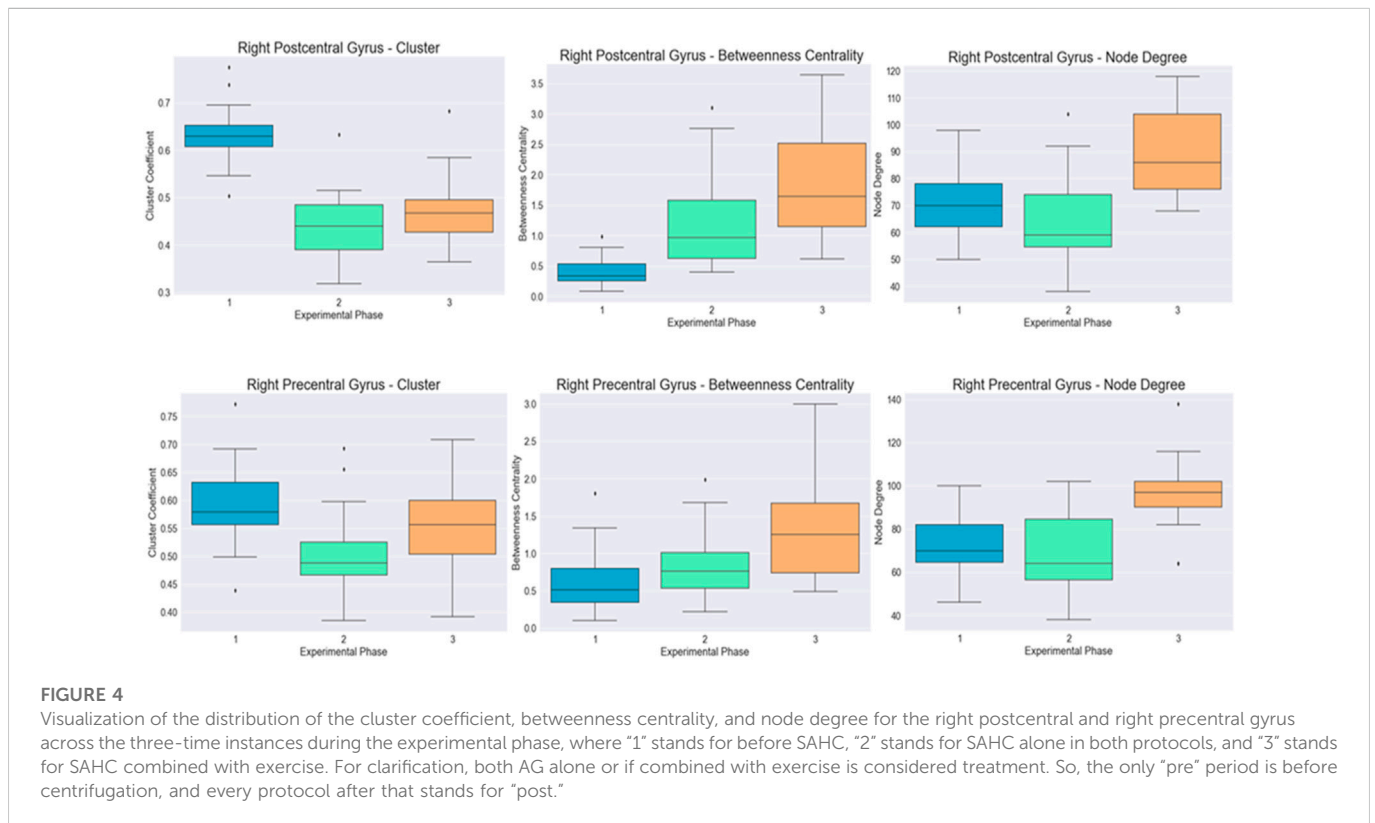 Right Postcentral Gyrus - Cluster
Cluster Coefficient
0.7
0.6
0.5
0.4
0.3
1 2 3
Experimental Phase
Right Postcentral Gyrus - Betweenness Centrality
Betweenness Centrality
3.5
3.0
2.5
2.0
1.5
1.0
0.5
0.0
1 2 3
Experimental Phase
Right Postcentral Gyrus - Node Degree
Node Degree
120
110
100
90
80
70
60
50
40
1 2 3
Experimental Phase
Right Precentral Gyrus - Cluster
Cluster Coefficient
0.75
0.70
0.65
0.60
0.55
0.50
0.45
0.40
1 2 3
Experimental Phase
Right Precentral Gyrus - Betweenness Centrality
Betweenness Centrality
3.0
2.5
2.0
1.5
1.0
0.5
0.0
1 2 3
Experimental Phase
Right Precentral Gyrus - Node Degree
Node Degree
140
120
100
80
60
40
1 2 3
Experimental Phase
FIGURE 4
Visualization of the distribution of the cluster coefficient, betweenness centrality, and node degree for the right postcentral and right precentral gyrus
across the three-time instances during the experimental phase, where “1” stands for before SAHC, “2” stands for SAHC alone in both protocols, and “3” stands
for SAHC combined with exercise. For clarification, both AG alone or if combined with exercise is considered treatment. So, the only “pre” period is before
centrifugation, and every protocol after that stands for “post.”